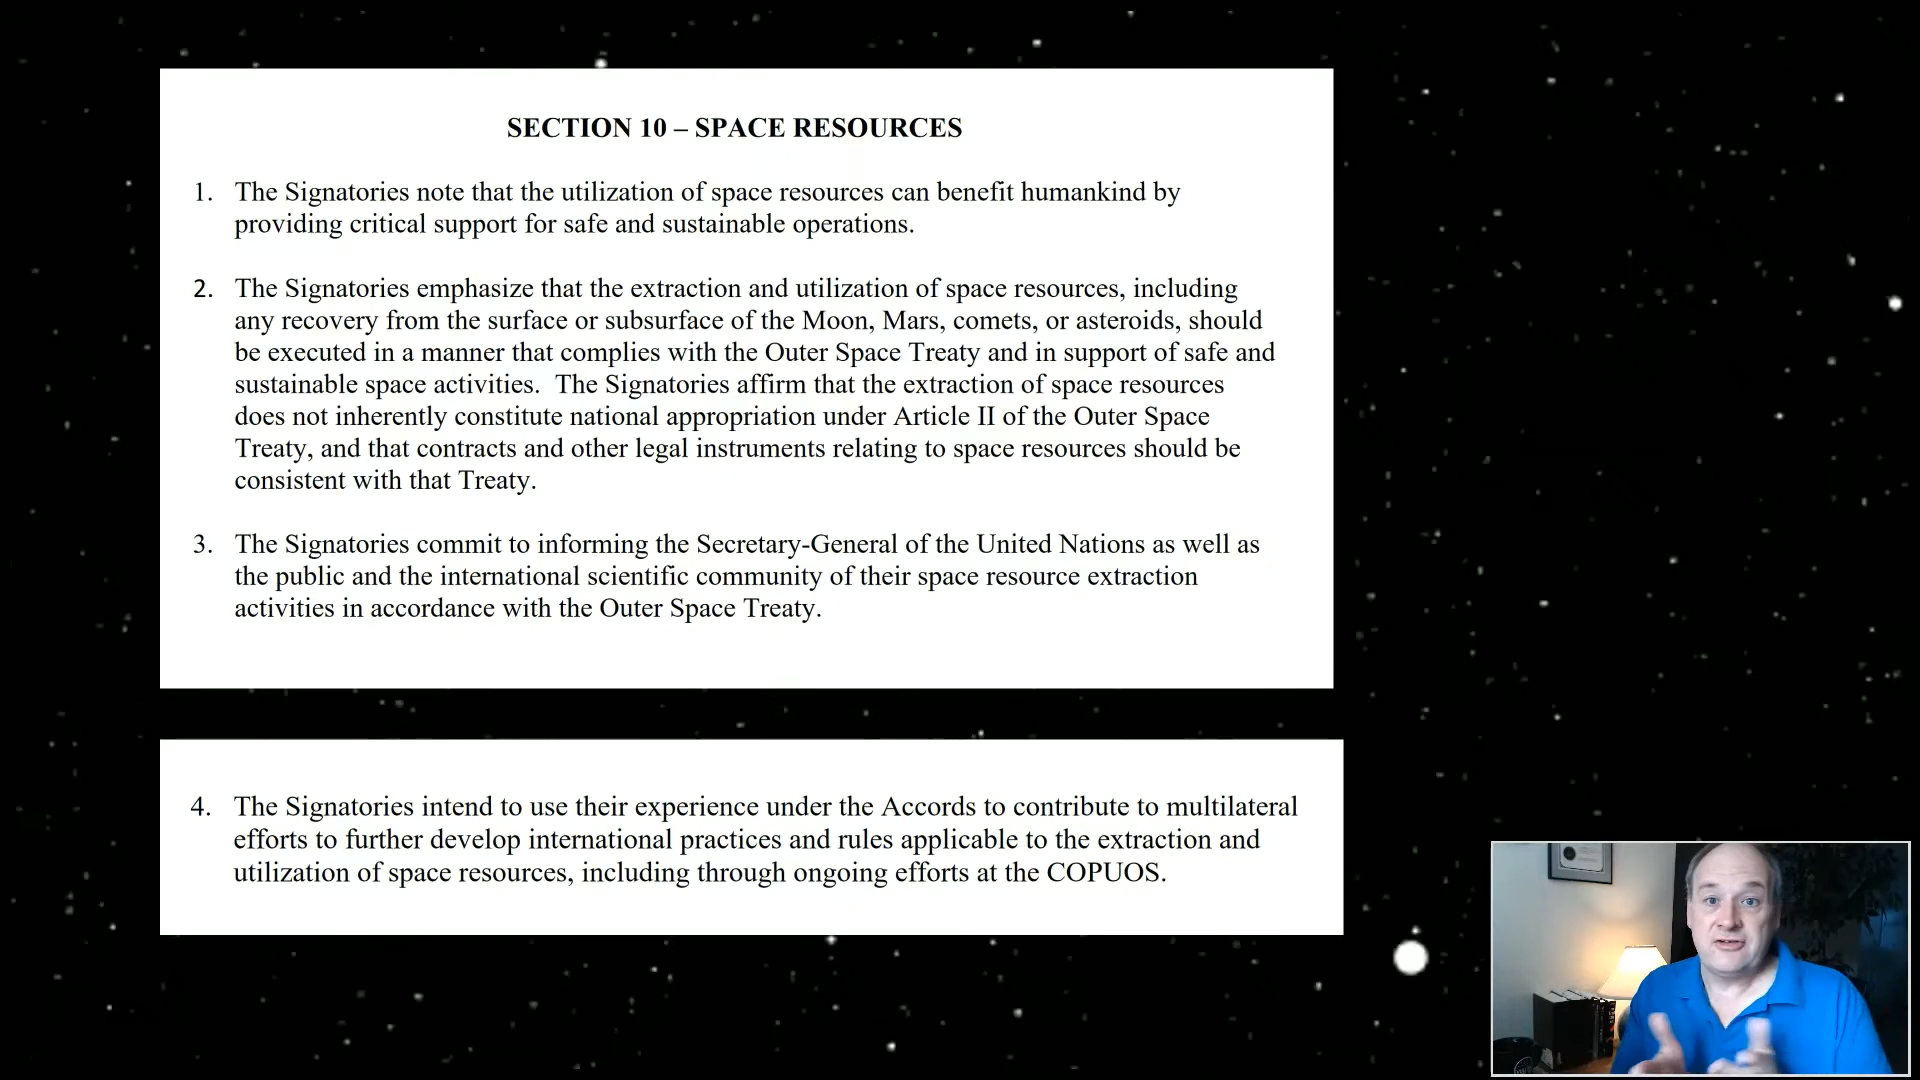 SECTION 10 – SPACE RESOURCES
1. The Signatories note that the utilization of space resources can benefit humankind by
providing critical support for safe and sustainable operations.
2. The Signatories emphasize that the extraction and utilization of space resources, including
any recovery from the surface or subsurface of the Moon, Mars, comets, or asteroids, should
be executed in a manner that complies with the Outer Space Treaty and in support of safe and
sustainable space activities.  The Signatories affirm that the extraction of space resources
does not inherently constitute national appropriation under Article II of the Outer Space
Treaty, and that contracts and other legal instruments relating to space resources should be
consistent with that Treaty.
3. The Signatories commit to informing the Secretary-General of the United Nations as well as
the public and the international scientific community of their space resource extraction
activities in accordance with the Outer Space Treaty.
4. The Signatories intend to use their experience under the Accords to contribute to multilateral
efforts to further develop international practices and rules applicable to the extraction and
utilization of space resources, including through ongoing efforts at the COPUOS.